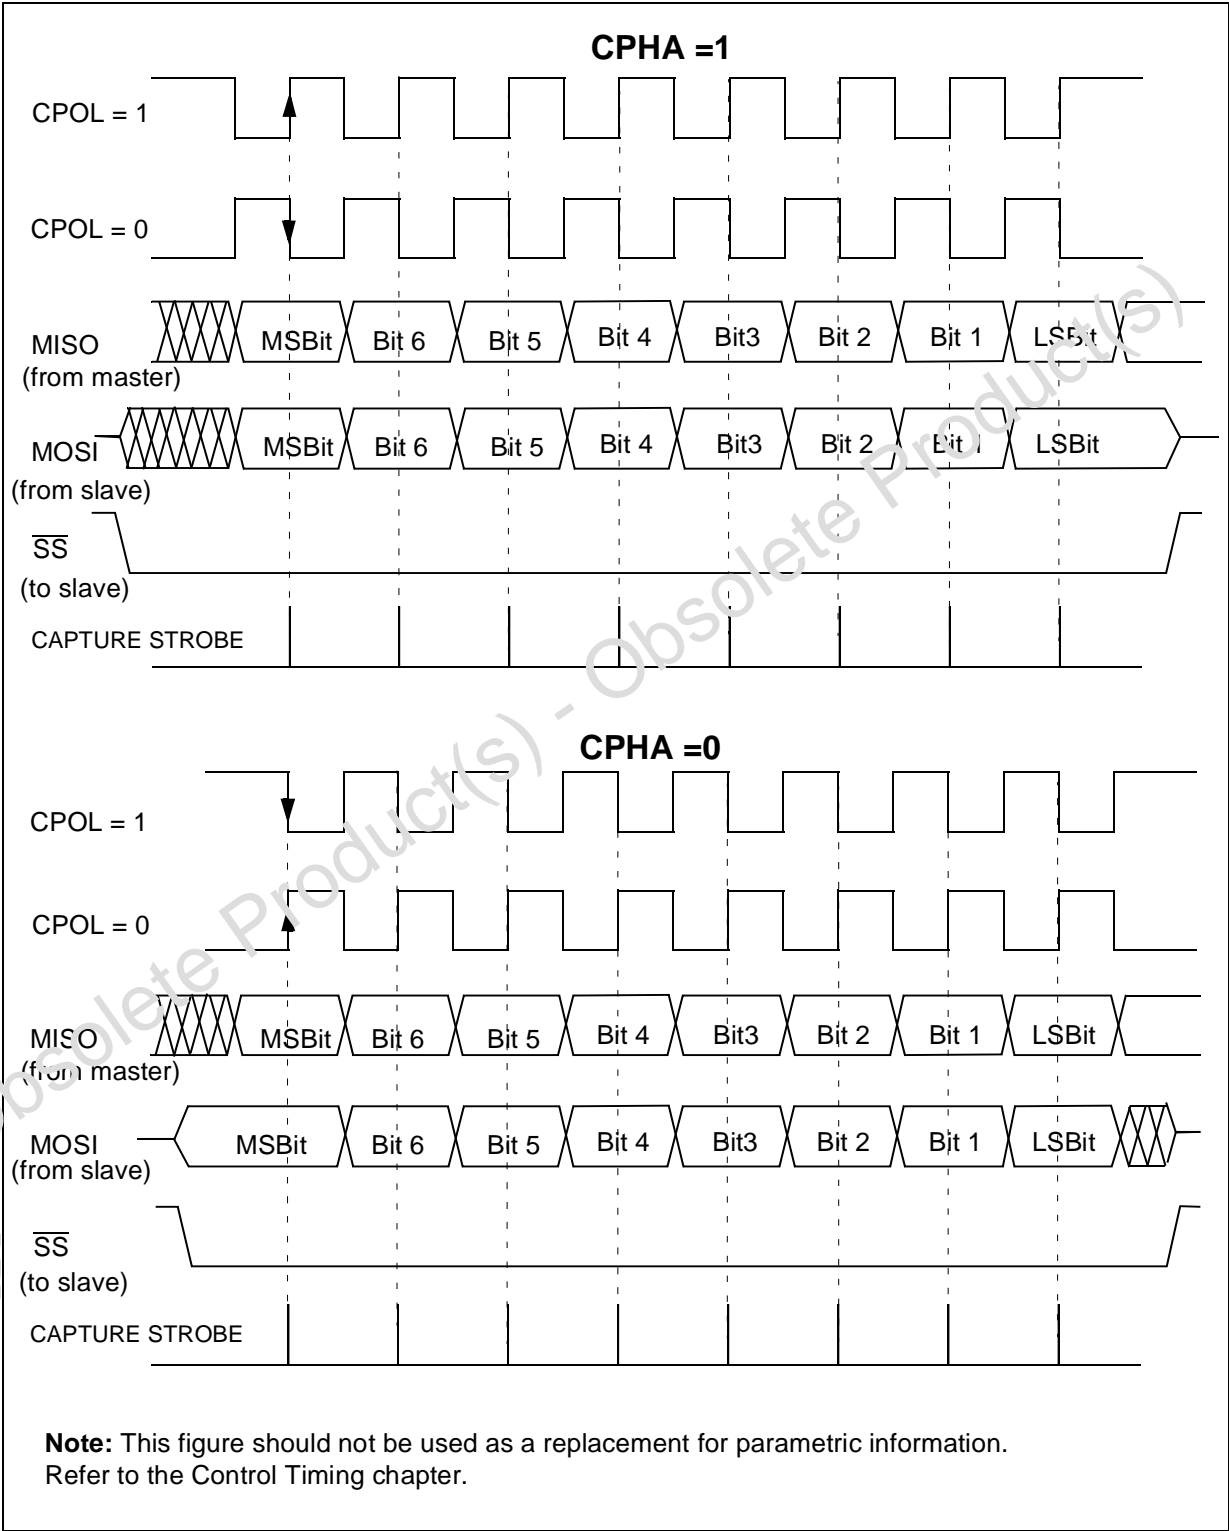 CPHA =1
CPOL = 1
CPOL = 0
MISO
(from master)
MSBit Bit 6 Bit 5 Bit 4 Bit3 Bit 2 Bit 1 LSBit
MOSI
(from slave)
MSBit Bit 6 Bit 5 Bit 4 Bit3 Bit 2 Bit 1 LSBit
SS
(to slave)
CAPTURE STROBE
CPHA =0
CPOL = 1
CPOL = 0
MISO
(from master)
MSBit Bit 6 Bit 5 Bit 4 Bit3 Bit 2 Bit 1 LSBit
MOSI
(from slave)
MSBit Bit 6 Bit 5 Bit 4 Bit3 Bit 2 Bit 1 LSBit
SS
(to slave)
CAPTURE STROBE
Note: This figure should not be used as a replacement for parametric information.
Refer to the Control Timing chapter.
Obsolete Product(s) - Obsolete Product(s)